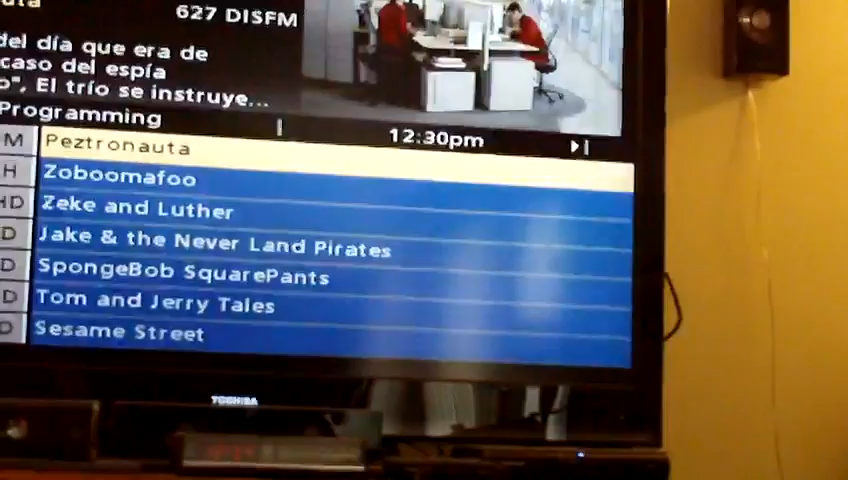 627 DISFM
del día que era de
caso del espía
", El trío se instruye...
Programming
12:30pm
M Peztronauta
H Zoboomafoo
HD Zeke and Luther
D Jake & the Never Land Pirates
D SpongeBob SquarePants
D Tom and Jerry Tales
D Sesame Street
TOSHIBA